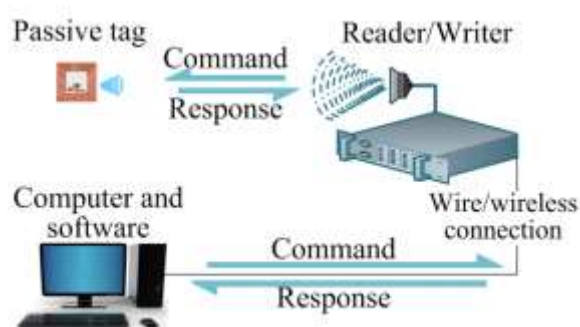 Passive tag
Reader/Writer
Command
Response
Computer and
software
Wire/wireless
connection
Command
Response